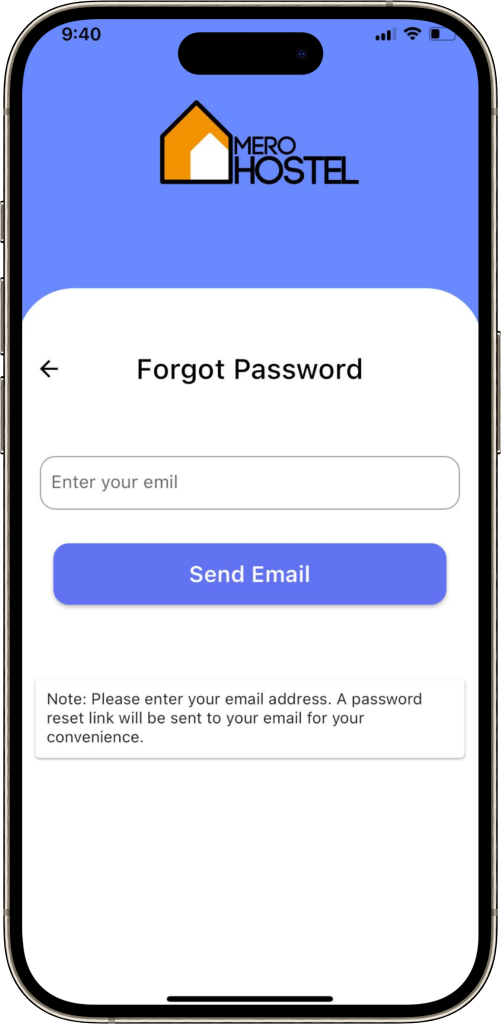 9:40
MERO
HOSTEL
Forgot Password
Enter your emil
Send Email
Note: Please enter your email address. A password
reset link will be sent to your email for your
convenience.